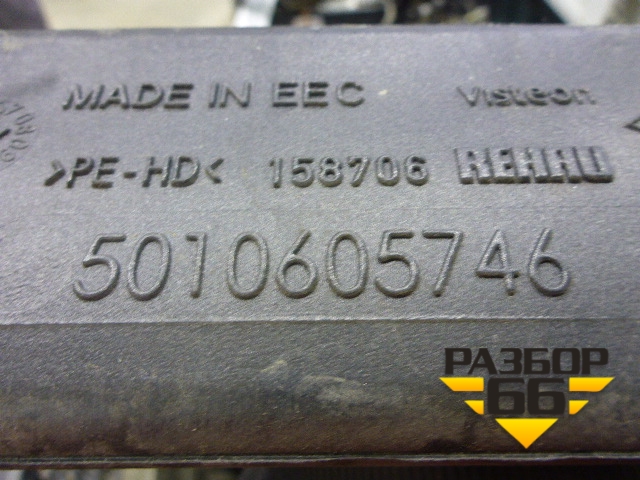 MADE IN EEC Visteon
>PE-HD< 158706 REHAU
5010605746
РАЗБОР
66